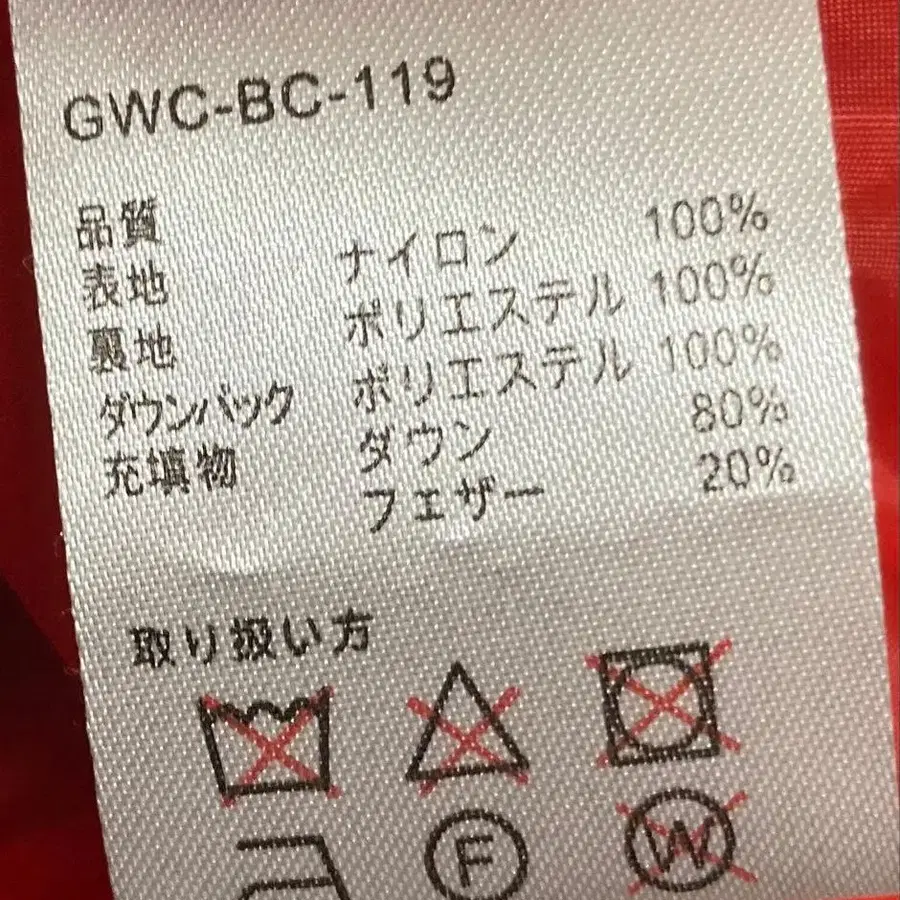 GWC-BC-119
品質
表地 ナイロン 100%
裏地 ポリエステル 100%
ダウンパック ポリエステル 100%
充填物 ダウン 80%
フェザー 20%
取り扱い方
F W